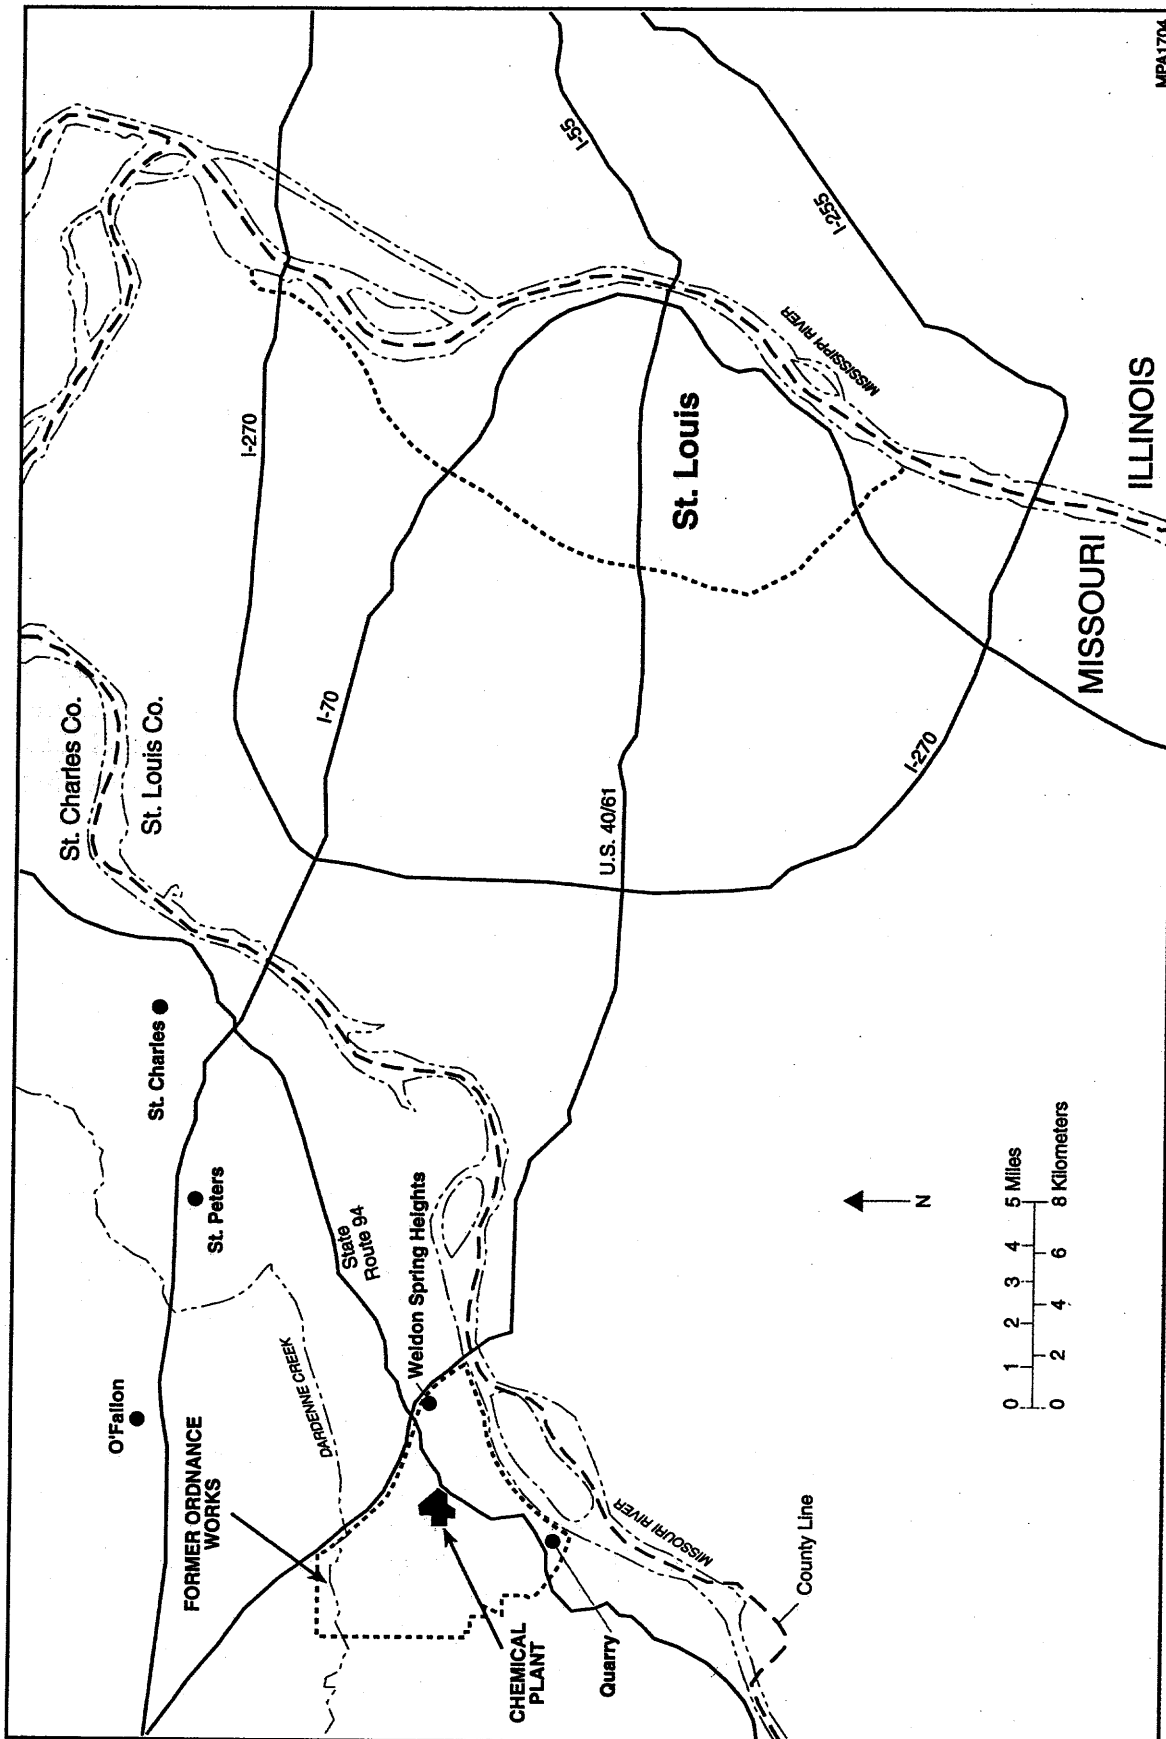 St. Charles Co.
St. Louis Co.
O'Fallon
St. Peters
St. Charles
FORMER ORDNANCE
WORKS
DARDENNE CREEK
State
Route 94
Weldon Spring Heights
CHEMICAL
PLANT
Quarry
MISSOURI RIVER
County Line
I-70
I-270
U.S. 40/61
I-270
St. Louis
I-55
I-255
MISSISSIPPI RIVER
MISSOURI
ILLINOIS
0 1 2 3 4 5 Miles
0 2 4 6 8 Kilometers
N
MPA1704